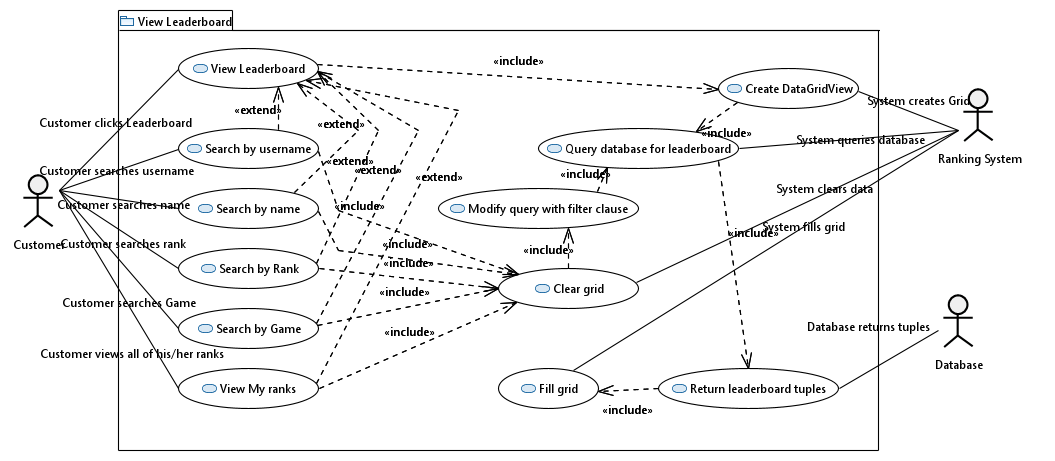 View Leaderboard
View Leaderboard
«include»
Create DataGridView
«extend»
System creates Grid
Customer clicks Leaderboard
«extend»
Search by username
«include»
Query database for leaderboard
System queries database
Ranking System
«extend»
Customer searches username
«extend»
«extend»
«include»
System clears data
Customer searches name
Search by name
«include»
Modify query with filter clause
System fills grid
«include»
Customer
Customer searches rank
«include»
«include»
«include»
Search by Rank
Clear grid
«include»
Customer searches Game
Search by Game
«include»
Database returns tuples
Customer views all of his/her ranks
Database
View My ranks
Fill grid
Return leaderboard tuples
«include»